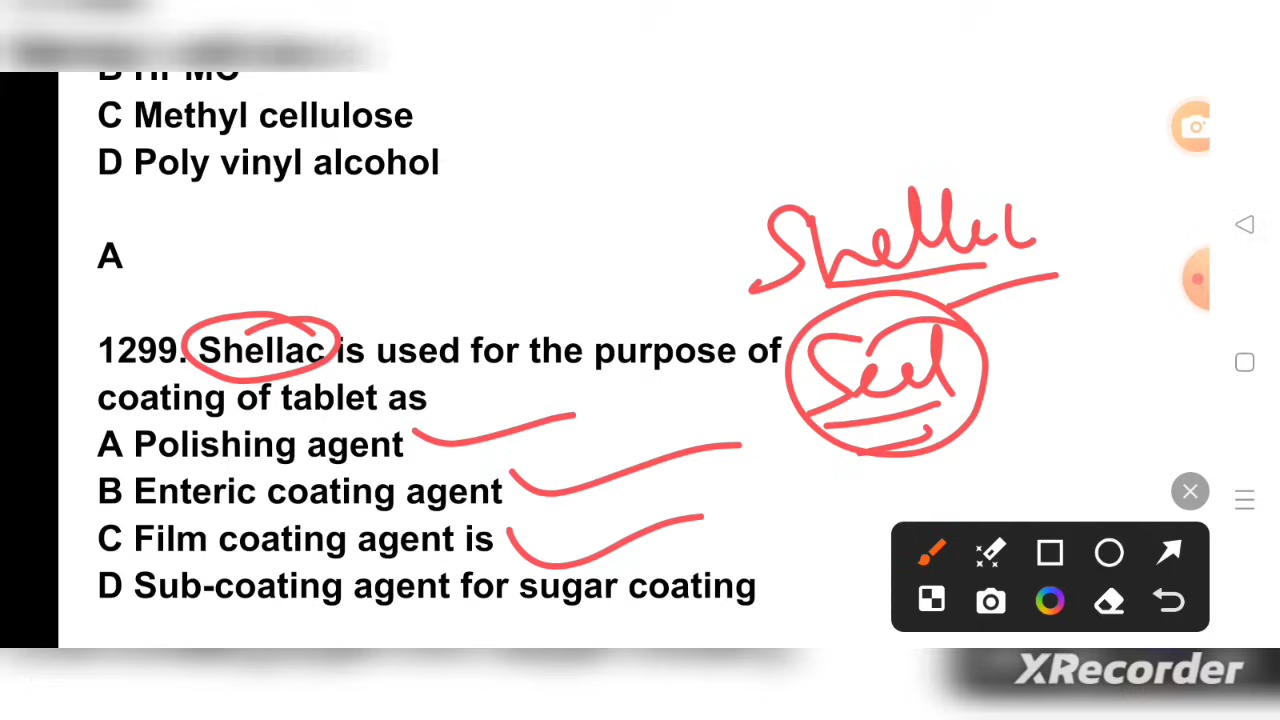 B HPMC
C Methyl cellulose
D Poly vinyl alcohol
A
Shellac
1299. Shellac is used for the purpose of
Seal
coating of tablet as
A Polishing agent
B Enteric coating agent
C Film coating agent is
D Sub-coating agent for sugar coating
XRecorder